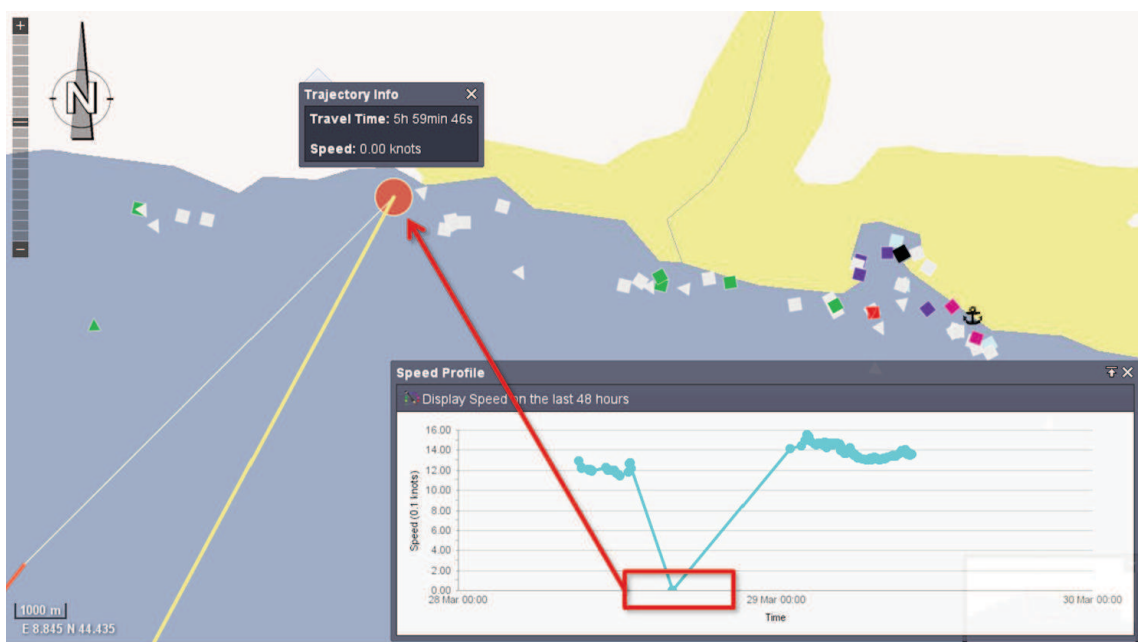 +
N
−
Trajectory Info
Travel Time: 5h 59min 46s
Speed: 0.00 knots
Speed Profile
Display Speed on the last 48 hours
Speed (0.1 knots)
16.00
14.00
12.00
10.00
8.00
6.00
4.00
2.00
0.00
28 Mar 00:00
29 Mar 00:00
30 Mar 00:00
Time
1000 m
E 8.845 N 44.435